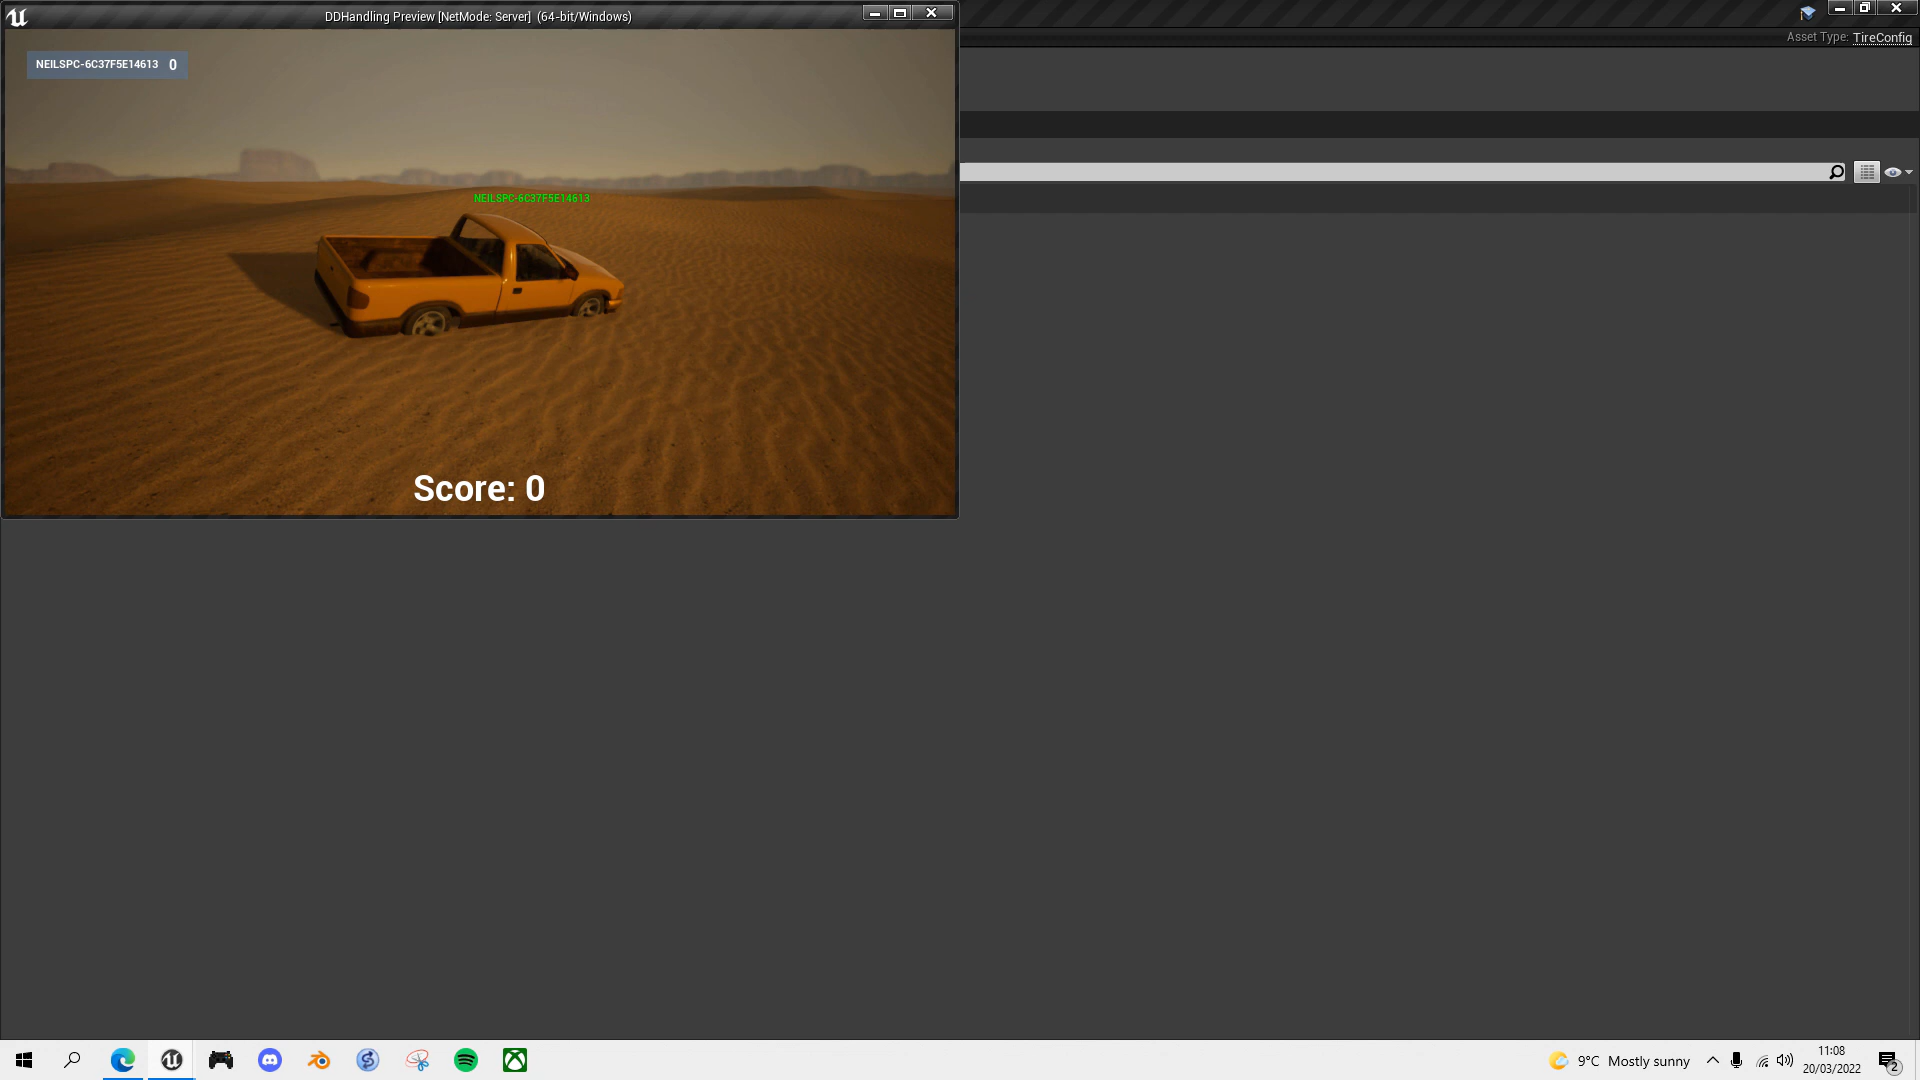 DDHandling Preview [NetMode: Server] (64-bit/Windows)
Asset Type: TireConfig
NEILSPC-6C37F5E14613 0
NEILSPC-6C37F5E14613
Score: 0
9°C Mostly sunny
11:08
20/03/2022
2